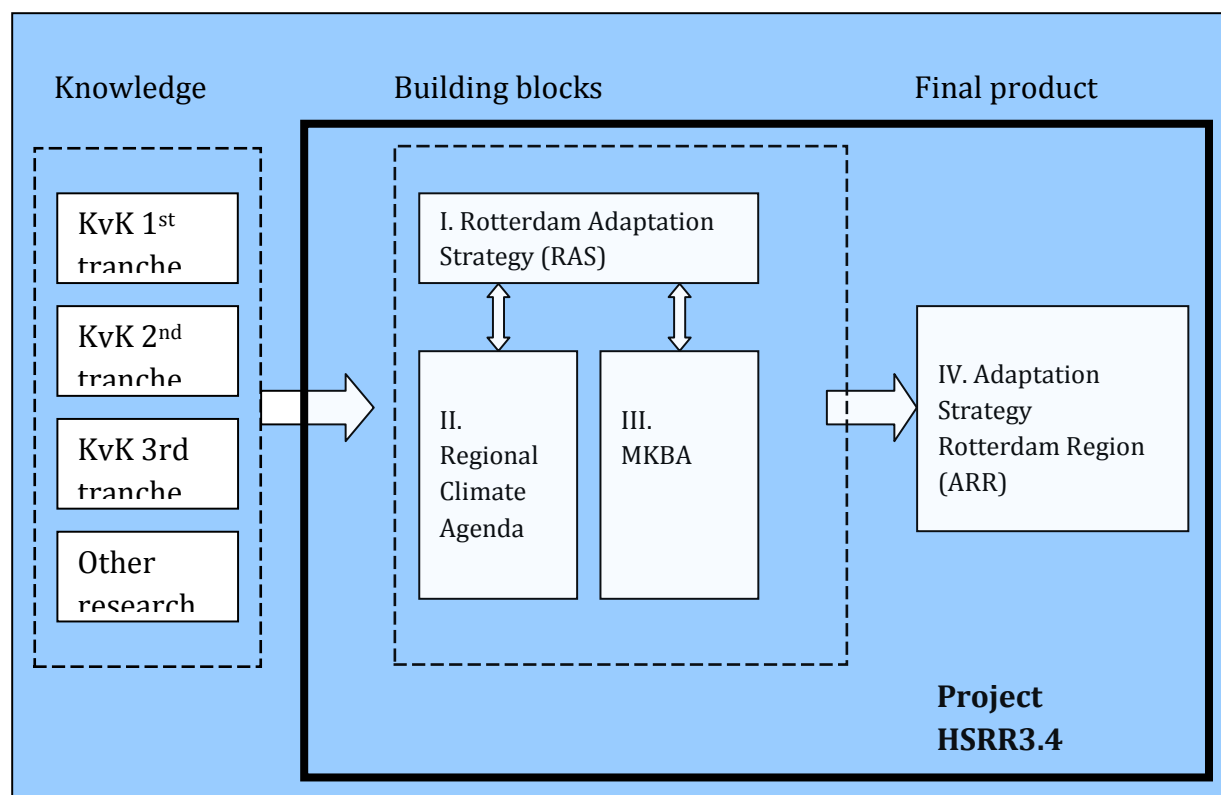 Knowledge
Building blocks
Final product
KvK 1st
tranche
KvK 2nd
tranche
KvK 3rd
tranche
Other
research
I. Rotterdam Adaptation
Strategy (RAS)
II.
Regional
Climate
Agenda
III.
MKBA
IV. Adaptation
Strategy
Rotterdam Region
(ARR)
Project
HSRR3.4